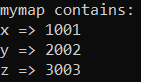 mymap contains:
x => 1001
y => 2002
z => 3003